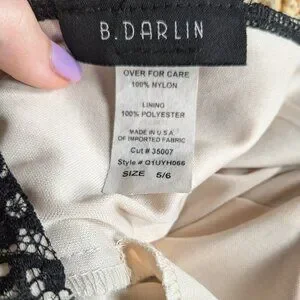 B.DARLIN
OVER FOR CARE
100% NYLON
LINING
100% POLYESTER
MADE IN U.S.A
OF IMPORTED FABRIC
Cut # 35007
Style # Q1UYH066
SIZE 5/6